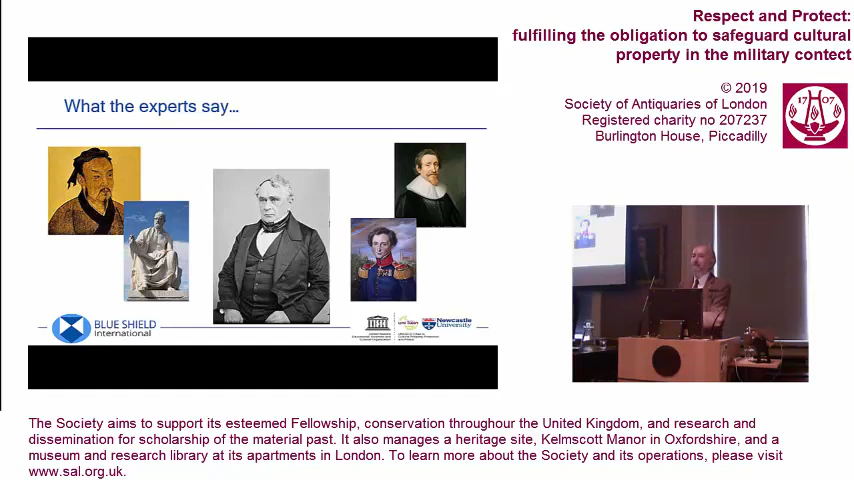 Respect and Protect:
fulfilling the obligation to safeguard cultural
property in the military contect
© 2019
Society of Antiquaries of London
Registered charity no 207237
Burlington House, Piccadilly
17 07
What the experts say...
BLUE SHIELD
International
Newcastle
University
The Society aims to support its esteemed Fellowship, conservation throughour the United Kingdom, and research and
dissemination for scholarship of the material past. It also manages a heritage site, Kelmscott Manor in Oxfordshire, and a
museum and research library at its apartments in London. To learn more about the Society and its operations, please visit
www.sal.org.uk.